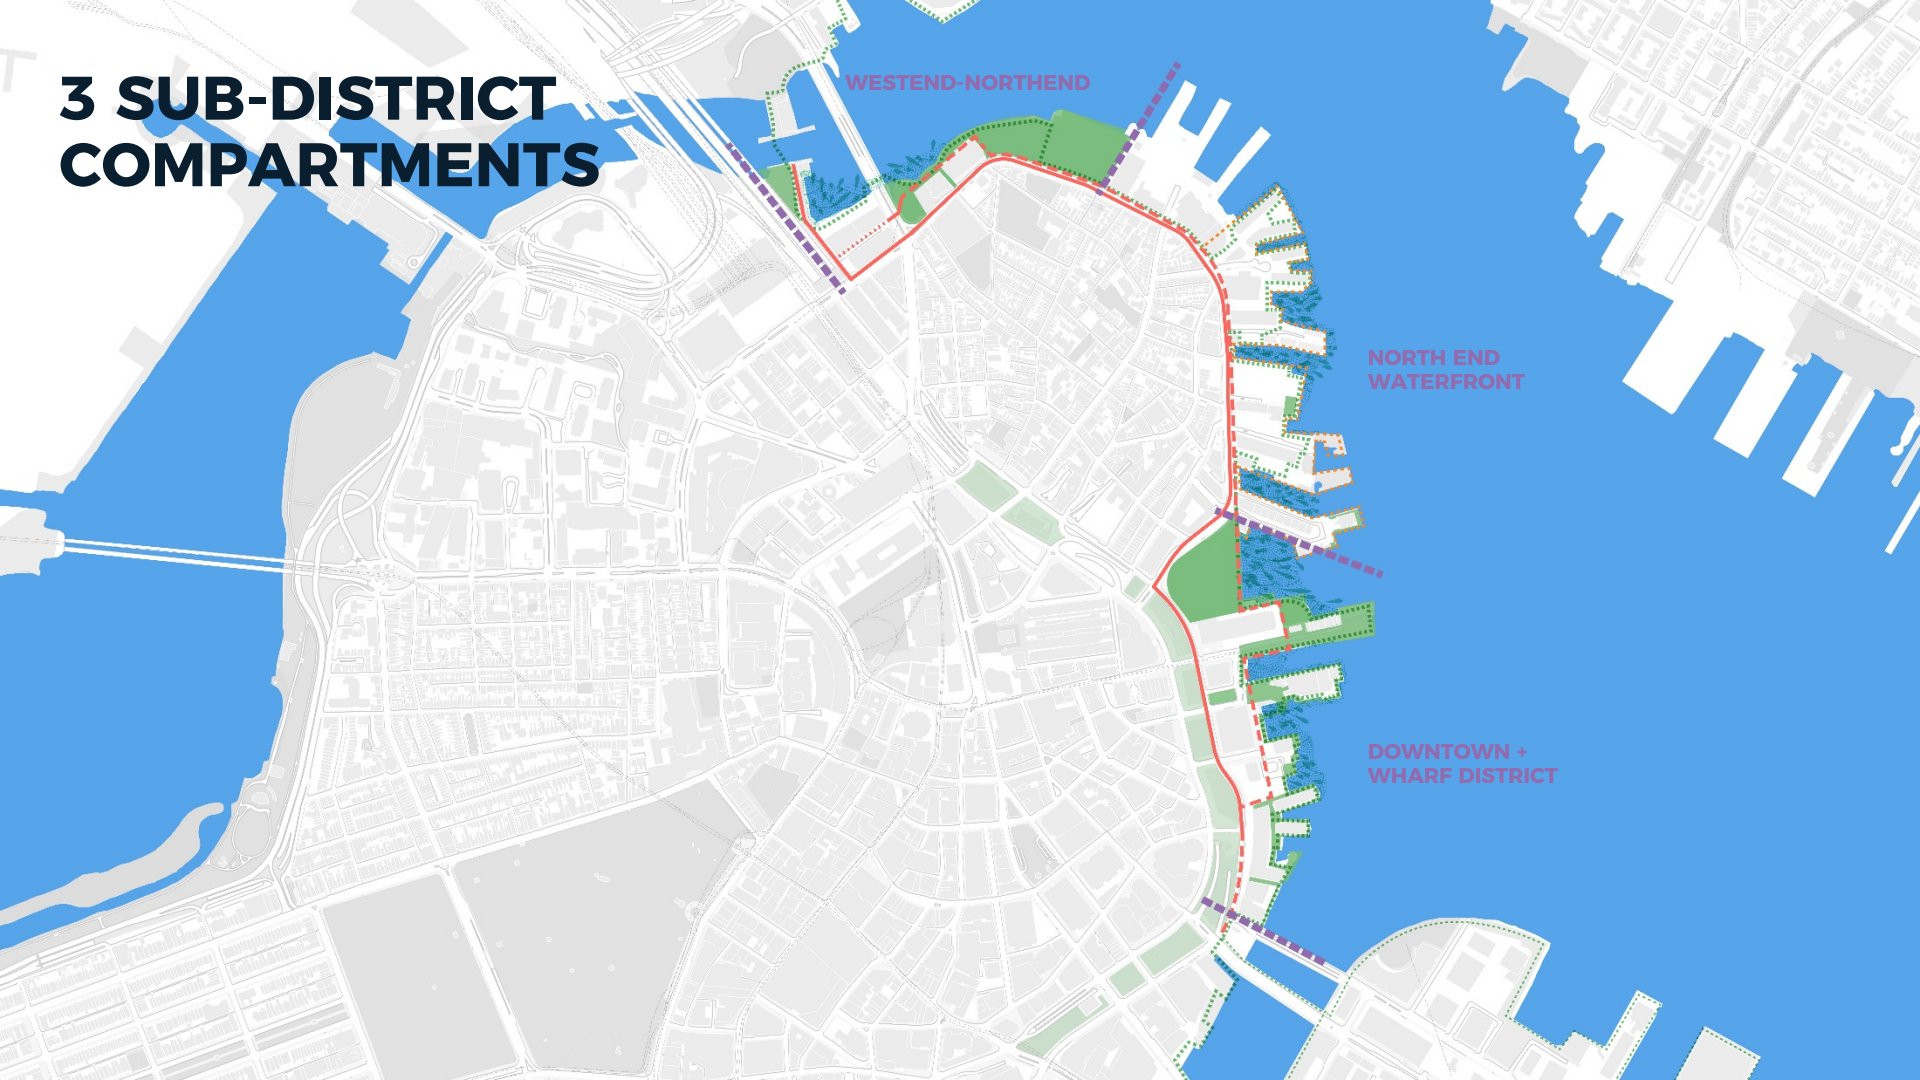 3 SUB-DISTRICT
COMPARTMENTS
WESTEND-NORTHEND
NORTH END
WATERFRONT
DOWNTOWN +
WHARF DISTRICT